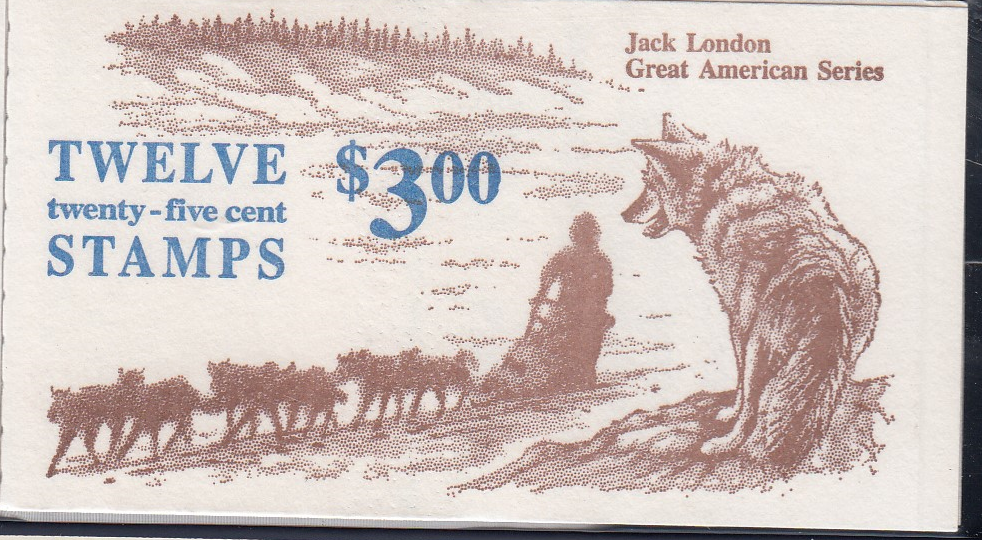 Jack London
Great American Series
TWELVE
twenty-five cent
STAMPS
$3.00